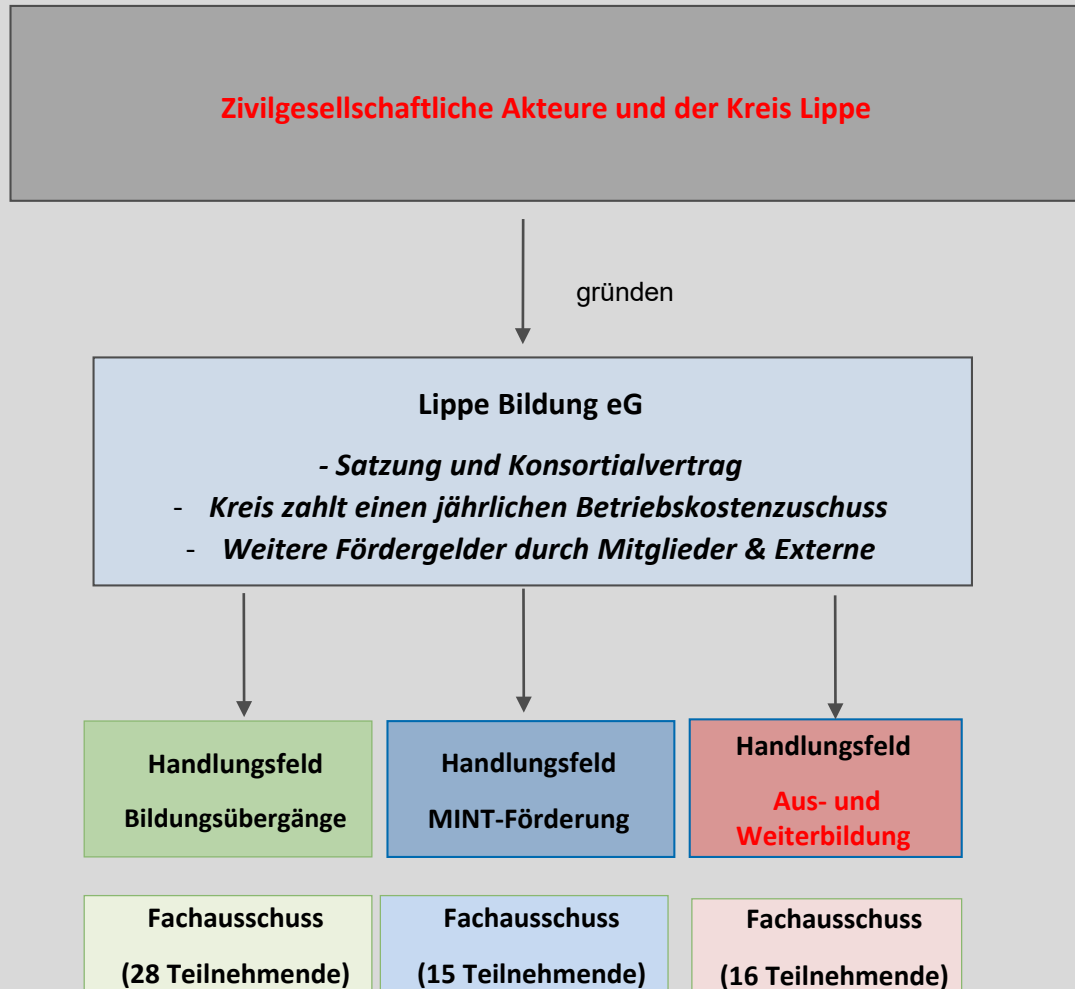 Zivilgesellschaftliche Akteure und der Kreis Lippe
gründen
Lippe Bildung eG
- Satzung und Konsortialvertrag
- Kreis zahlt einen jährlichen Betriebskostenzuschuss
- Weitere Fördergelder durch Mitglieder & Externe
Handlungsfeld
Bildungsübergänge
Handlungsfeld
MINT-Förderung
Handlungsfeld
Aus- und
Weiterbildung
Fachausschuss
(28 Teilnehmende)
Fachausschuss
(15 Teilnehmende)
Fachausschuss
(16 Teilnehmende)